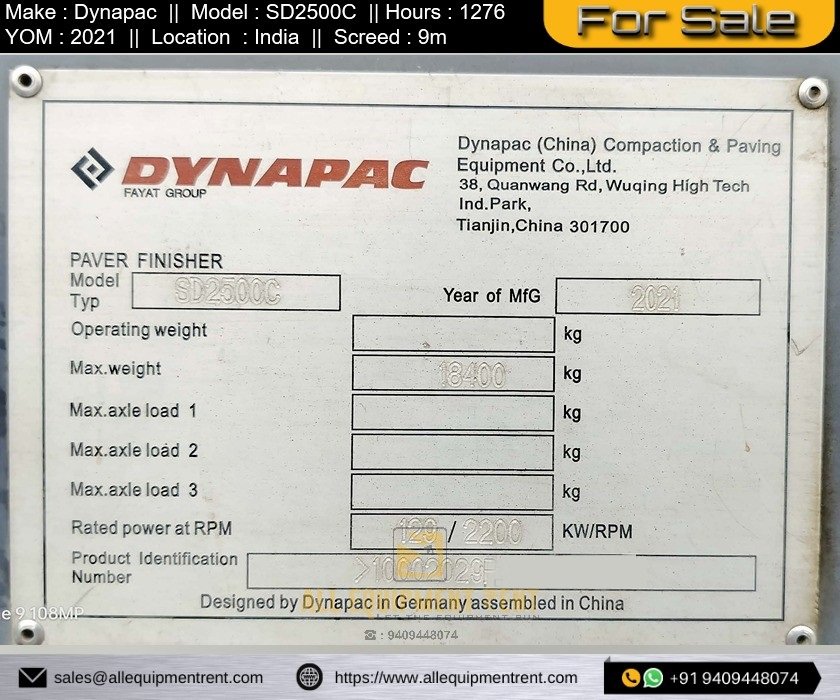 Make : Dynapac || Model : SD2500C || Hours : 1276
YOM : 2021 || Location : India || Screed : 9m
For Sale
DYNAPAC
FAYAT GROUP
Dynapac (China) Compaction & Paving
Equipment Co.,Ltd.
38, Quanwang Rd, Wuqing High Tech
Ind.Park,
Tianjin,China 301700
PAVER FINISHER
Model
Typ
SD2500C
Year of MfG
2021
Operating weight
kg
Max.weight
18400
kg
Max.axle load 1
kg
Max.axle load 2
kg
Max.axle load 3
kg
Rated power at RPM
129 / 2200
KW/RPM
Product Identification
Number
Designed by Dynapac in Germany assembled in China
: 9409448074
sales@allequipmentrent.com
https://www.allequipmentrent.com
+91 9409448074